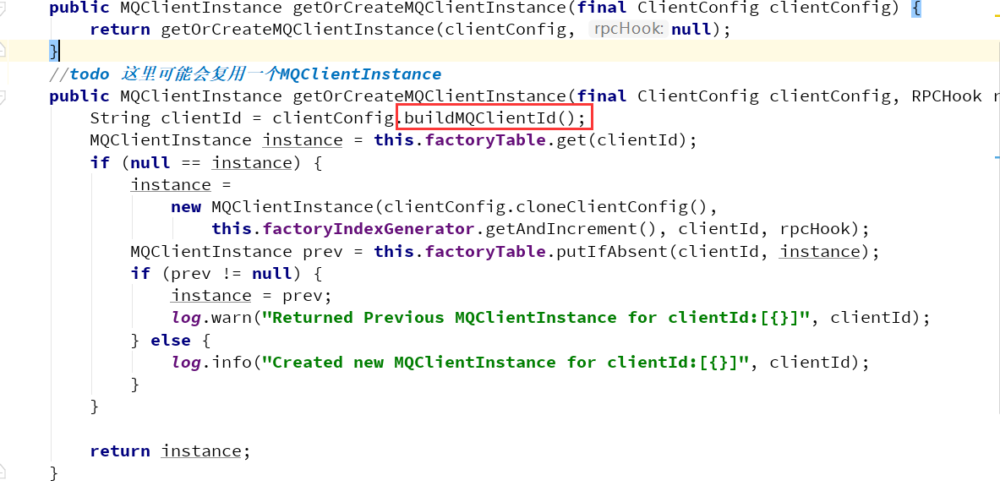 public MQClientInstance getOrCreateMQClientInstance(final ClientConfig clientConfig) {
return getOrCreateMQClientInstance(clientConfig, rpcHook: null);
}
//todo 这里可能会复用一个MQClientInstance
public MQClientInstance getOrCreateMQClientInstance(final ClientConfig clientConfig, RPCHook r
String clientId = clientConfig.buildMQClientId();
MQClientInstance instance = this.factoryTable.get(clientId);
if (null == instance) {
instance =
new MQClientInstance(clientConfig.cloneClientConfig(),
this.factoryIndexGenerator.getAndIncrement(), clientId, rpcHook);
MQClientInstance prev = this.factoryTable.putIfAbsent(clientId, instance);
if (prev != null) {
instance = prev;
log.warn("Returned Previous MQClientInstance for clientId:[{}]", clientId);
} else {
log.info("Created new MQClientInstance for clientId:[{}]", clientId);
}
}
return instance;
}